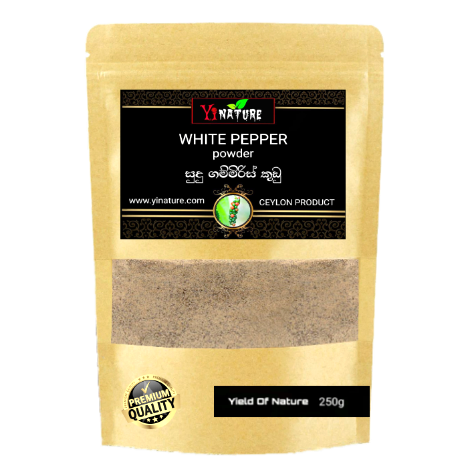 YINATURE
WHITE PEPPER
powder
සුදු ගම්මිරිස් කුඩු
www.yinature.com
CEYLON PRODUCT
PREMIUM
QUALITY
Yield Of Nature 250g